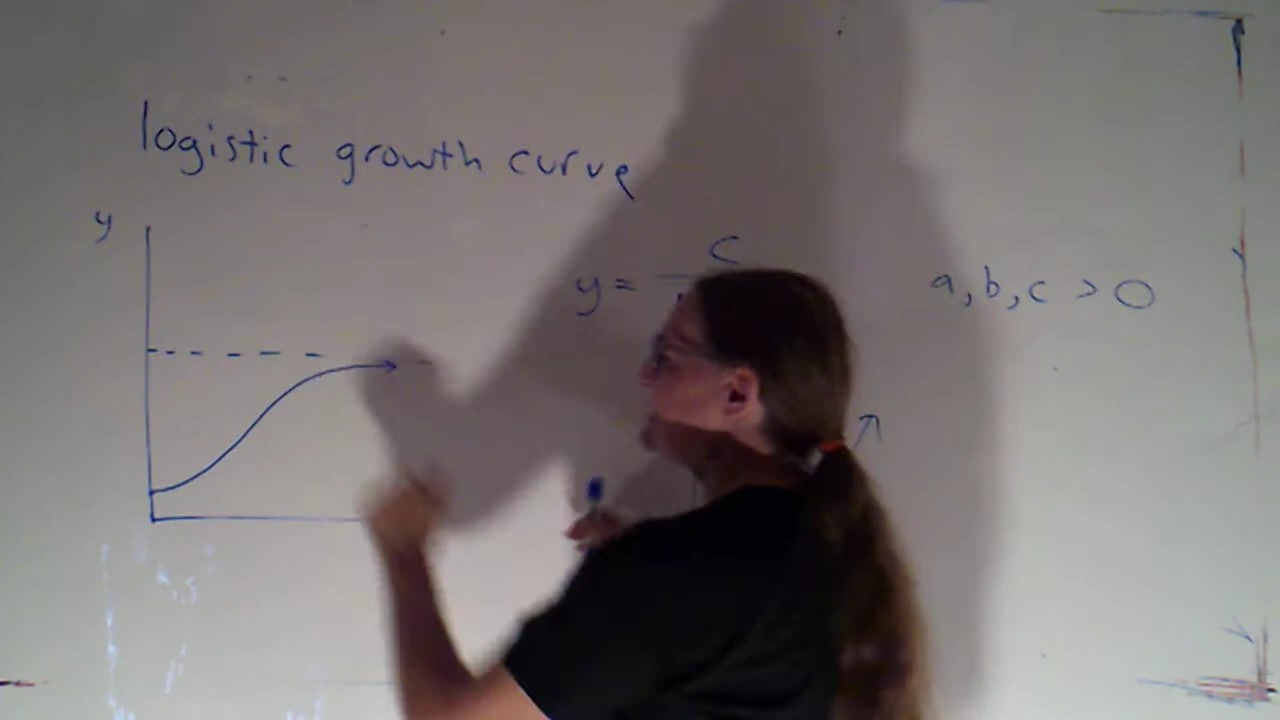 logistic growth curve
y
y = c
a, b, c > 0